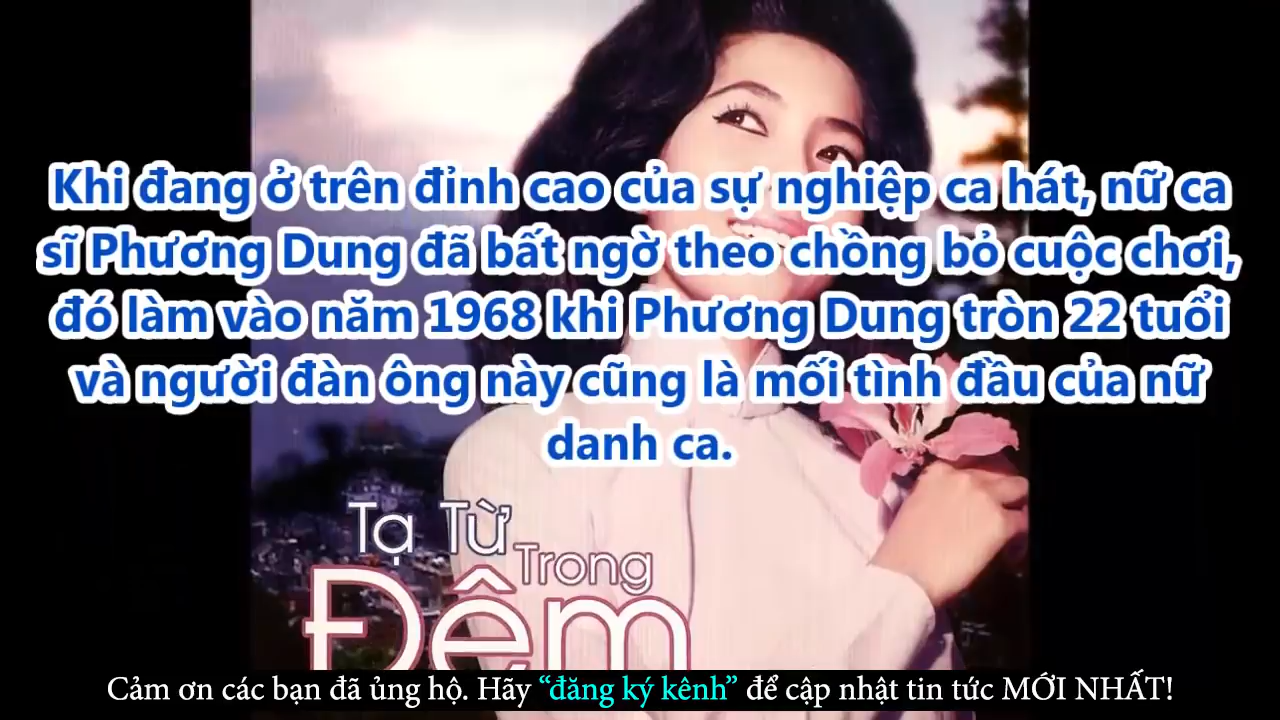 Khi đang ở trên đỉnh cao của sự nghiệp ca hát, nữ ca
sĩ Phương Dung đã bất ngờ theo chồng bỏ cuộc chơi,
đó làm vào năm 1968 khi Phương Dung tròn 22 tuổi
và người đàn ông này cũng là mối tình đầu của nữ
danh ca.
Tạ Từ
Trong
Đêm
Cảm ơn các bạn đã ủng hộ. Hãy “đăng ký kênh” để cập nhật tin tức MỚI NHẤT!